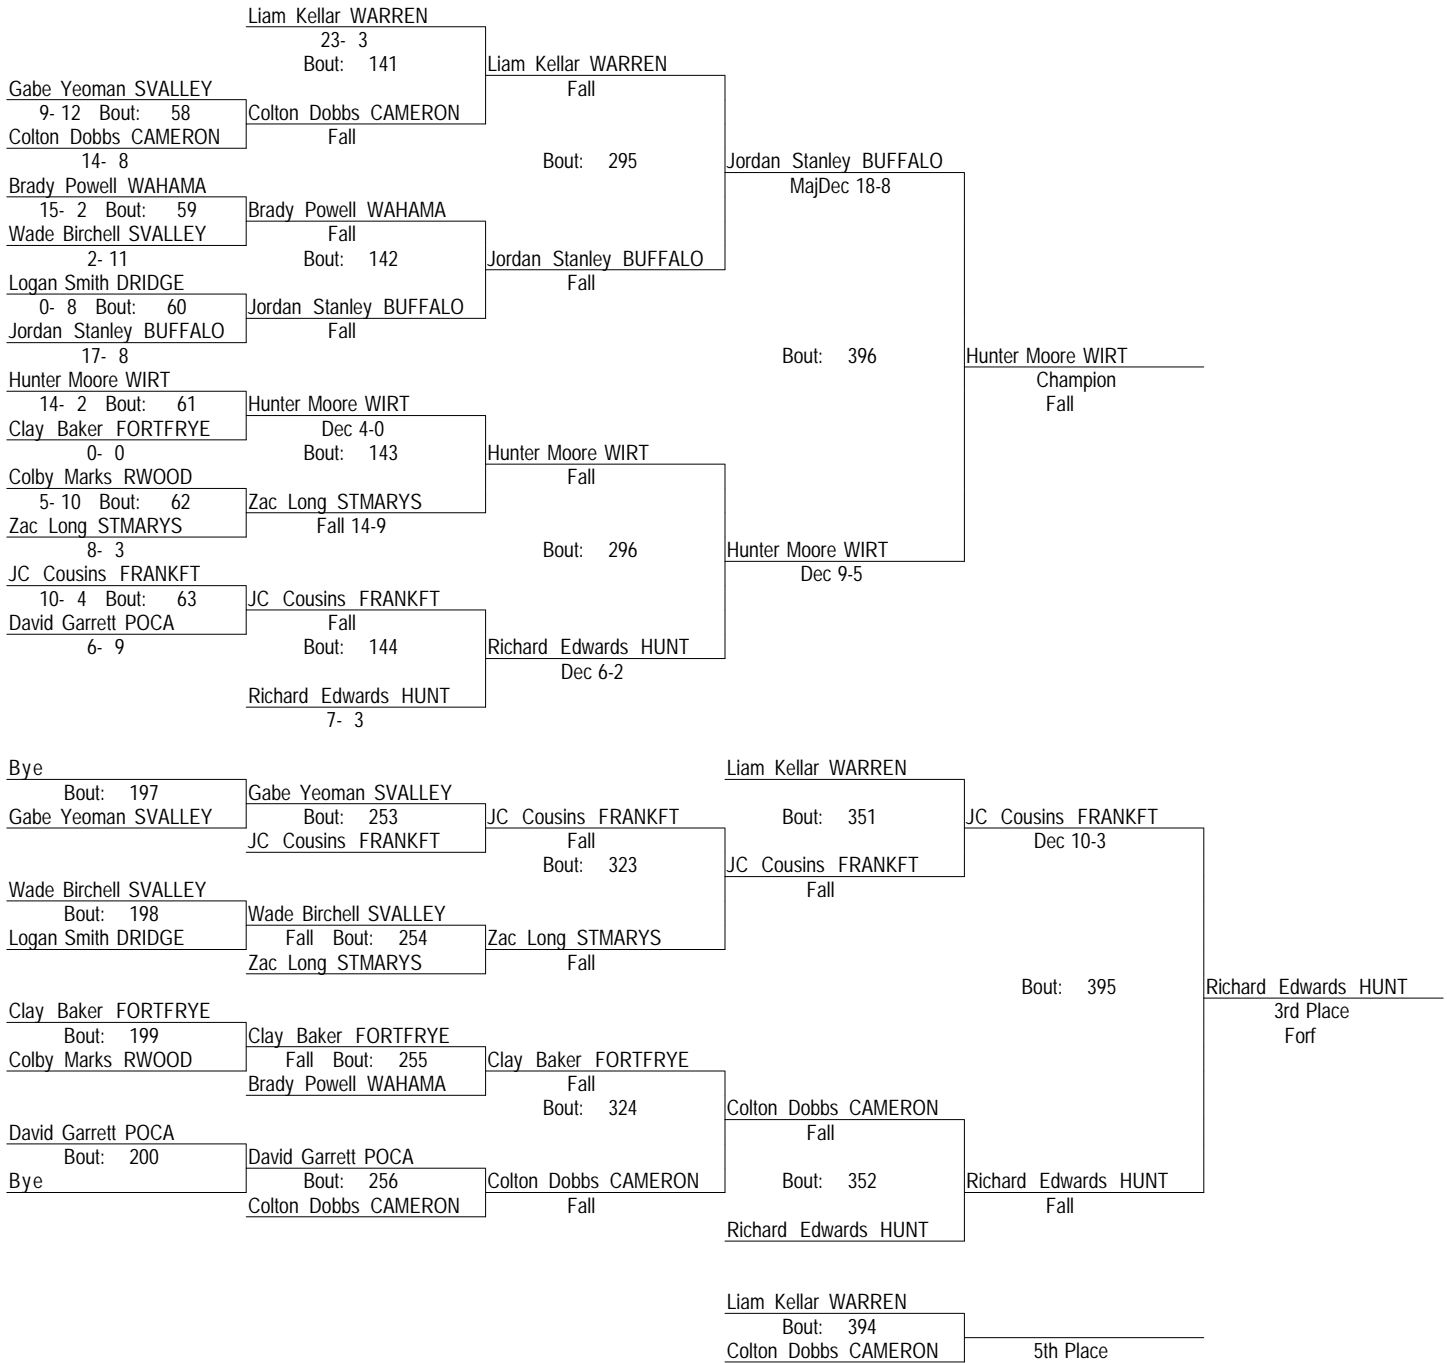 Liam Kellar WARREN
23- 3
Bout: 141
Liam Kellar WARREN
Fall
Gabe Yeoman SVALLEY
9- 12 Bout: 58
Colton Dobbs CAMERON
Colton Dobbs CAMERON
Fall
14- 8
Bout: 295
Jordan Stanley BUFFALO
MajDec 18-8
Brady Powell WAHAMA
15- 2 Bout: 59
Brady Powell WAHAMA
Wade Birchell SVALLEY
Fall
2- 11
Bout: 142
Jordan Stanley BUFFALO
Fall
Logan Smith DRIDGE
0- 8 Bout: 60
Jordan Stanley BUFFALO
Jordan Stanley BUFFALO
Fall
17- 8
Bout: 396
Hunter Moore WIRT
Champion
Fall
Hunter Moore WIRT
14- 2 Bout: 61
Hunter Moore WIRT
Clay Baker FORTFRYE
Dec 4-0
0- 0
Bout: 143
Hunter Moore WIRT
Fall
Colby Marks RWOOD
5- 10 Bout: 62
Zac Long STMARYS
Zac Long STMARYS
Fall 14-9
8- 3
Bout: 296
Hunter Moore WIRT
Dec 9-5
JC Cousins FRANKFT
10- 4 Bout: 63
JC Cousins FRANKFT
David Garrett POCA
Fall
6- 9
Bout: 144
Richard Edwards HUNT
Dec 6-2
Richard Edwards HUNT
7- 3
Bye
Liam Kellar WARREN
Bout: 197
Gabe Yeoman SVALLEY
Gabe Yeoman SVALLEY
Bout: 253
JC Cousins FRANKFT
Bout: 351
JC Cousins FRANKFT
JC Cousins FRANKFT
Fall
Dec 10-3
Bout: 323
JC Cousins FRANKFT
Fall
Wade Birchell SVALLEY
Bout: 198
Wade Birchell SVALLEY
Logan Smith DRIDGE
Fall Bout: 254
Zac Long STMARYS
Zac Long STMARYS
Fall
Bout: 395
Richard Edwards HUNT
3rd Place
Forf
Clay Baker FORTFRYE
Bout: 199
Clay Baker FORTFRYE
Colby Marks RWOOD
Fall Bout: 255
Clay Baker FORTFRYE
Brady Powell WAHAMA
Fall
Bout: 324
Colton Dobbs CAMERON
Fall
David Garrett POCA
Bout: 200
David Garrett POCA
Bye
Bout: 256
Colton Dobbs CAMERON
Bout: 352
Richard Edwards HUNT
Colton Dobbs CAMERON
Fall
Fall
Richard Edwards HUNT
Liam Kellar WARREN
Bout: 394
Colton Dobbs CAMERON
5th Place